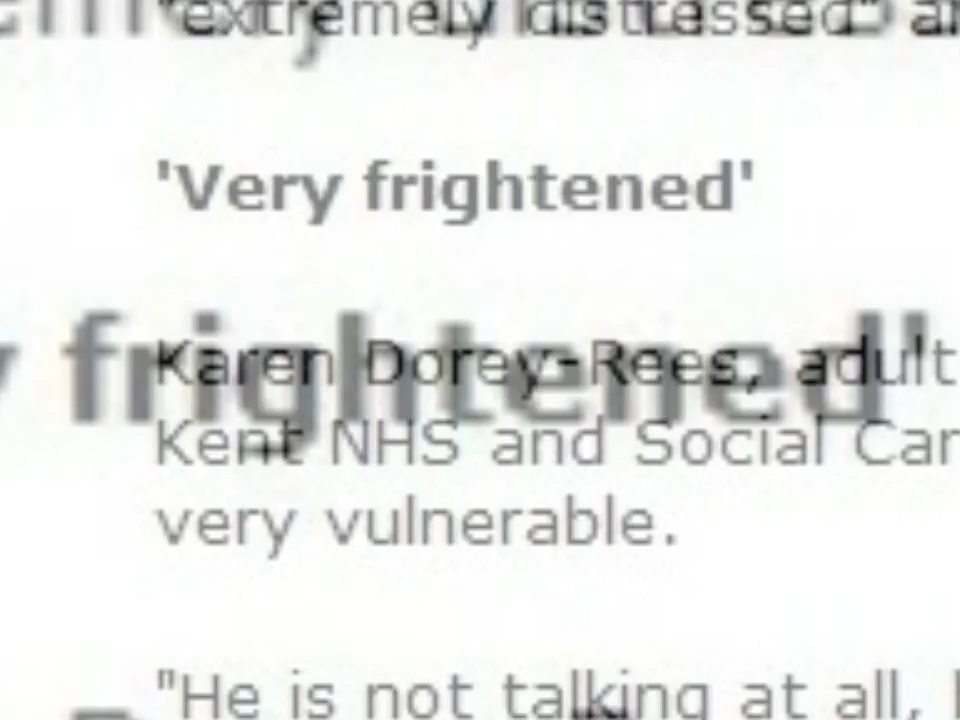 "extremely distressed"
'Very frightened'
frightened'
Karen Dorey-Rees, adult
Kent NHS and Social
very vulnerable.
"He is not talking at all,